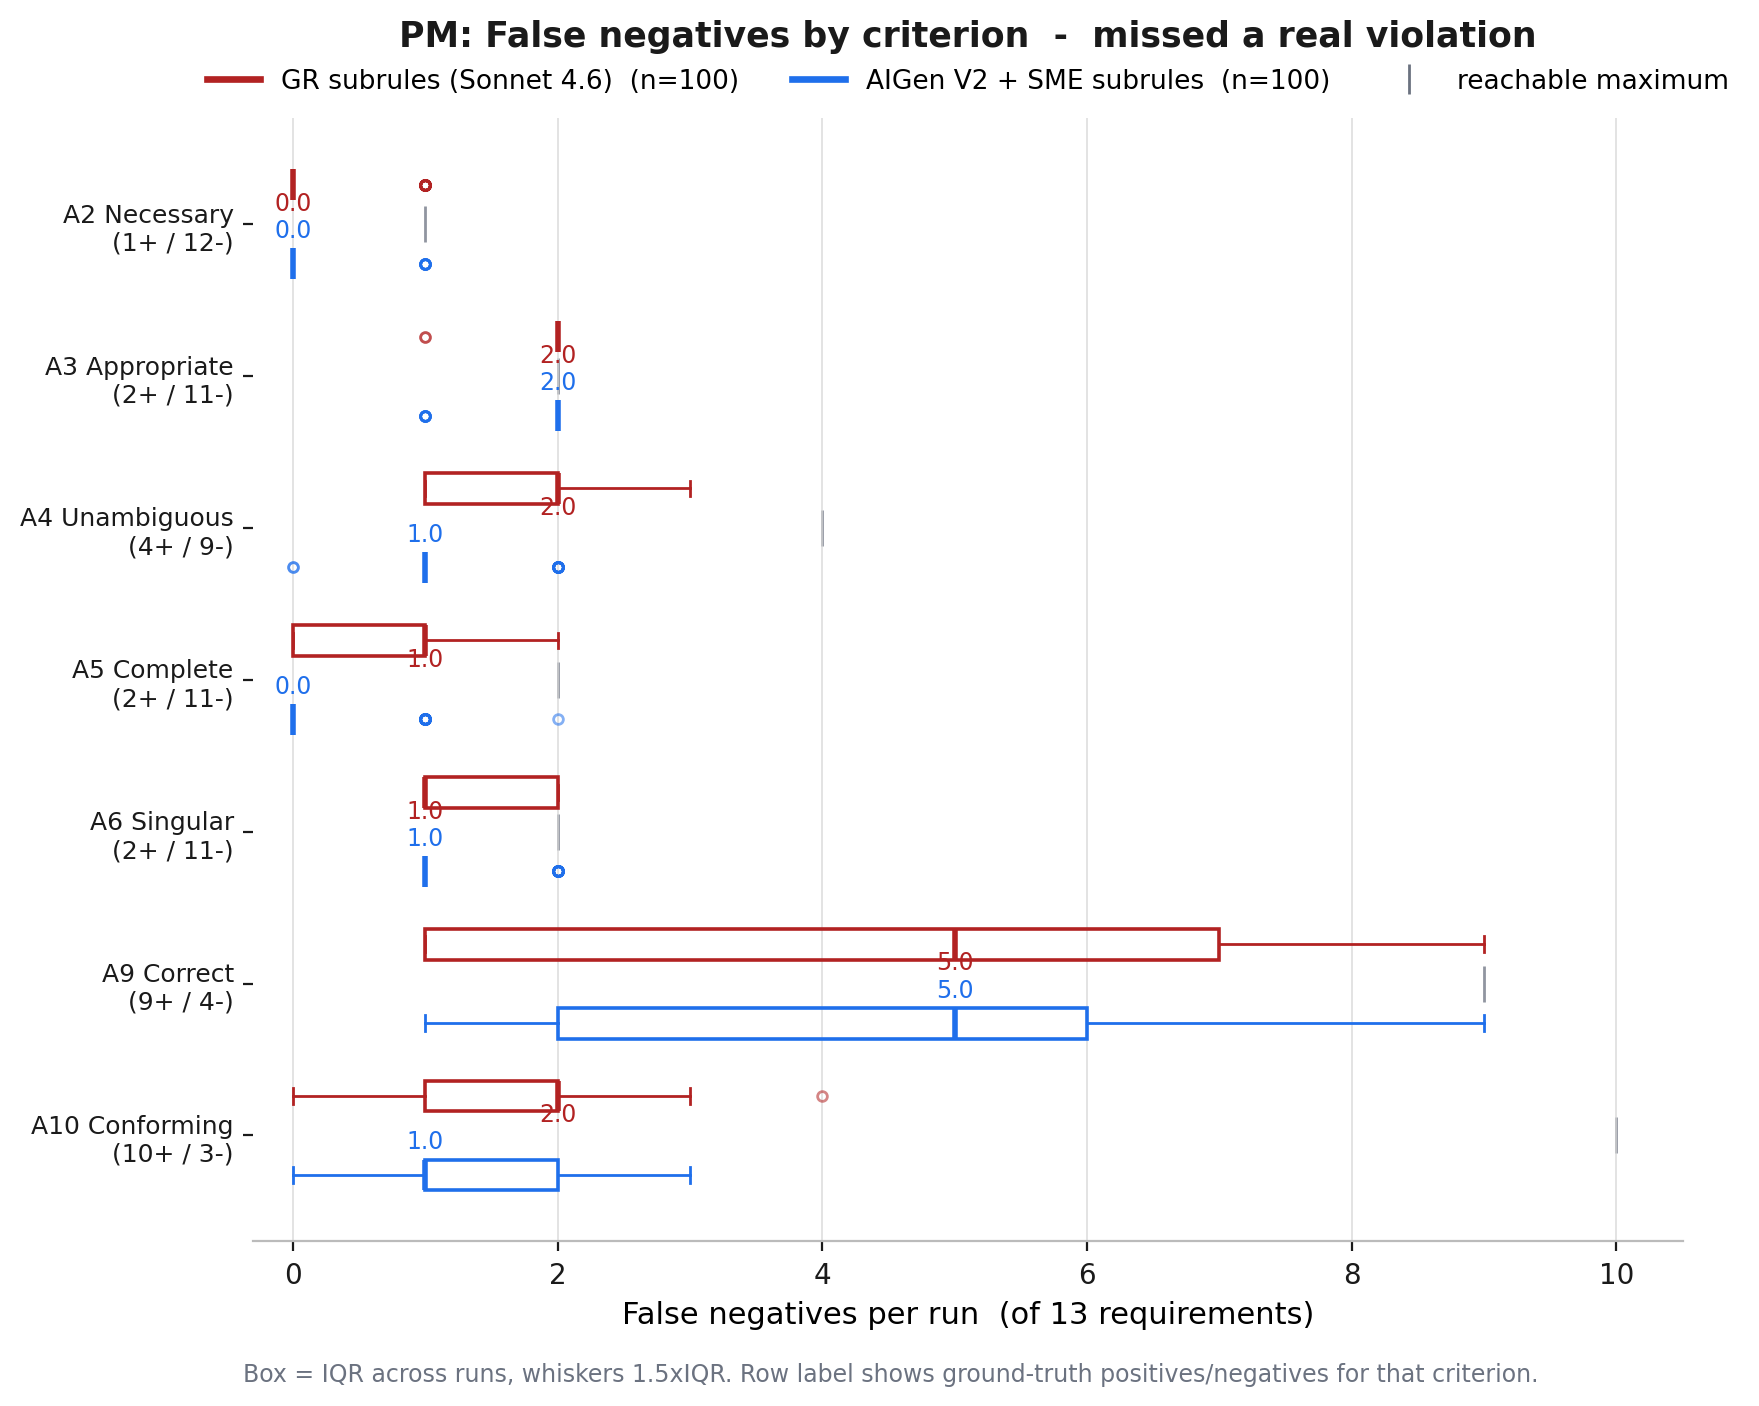 PM: False negatives by criterion  -  missed a real violation
GR subrules (Sonnet 4.6)  (n=100)
AIGen V2 + SME subrules  (n=100)
reachable maximum
A2 Necessary
(1+ / 12-)
0.0
0.0
A3 Appropriate
(2+ / 11-)
2.0
2.0
A4 Unambiguous
(4+ / 9-)
2.0
1.0
A5 Complete
(2+ / 11-)
1.0
0.0
A6 Singular
(2+ / 11-)
1.0
1.0
A9 Correct
(9+ / 4-)
5.0
5.0
A10 Conforming
(10+ / 3-)
2.0
1.0
0 2 4 6 8 10
False negatives per run  (of 13 requirements)
Box = IQR across runs, whiskers 1.5xIQR. Row label shows ground-truth positives/negatives for that criterion.